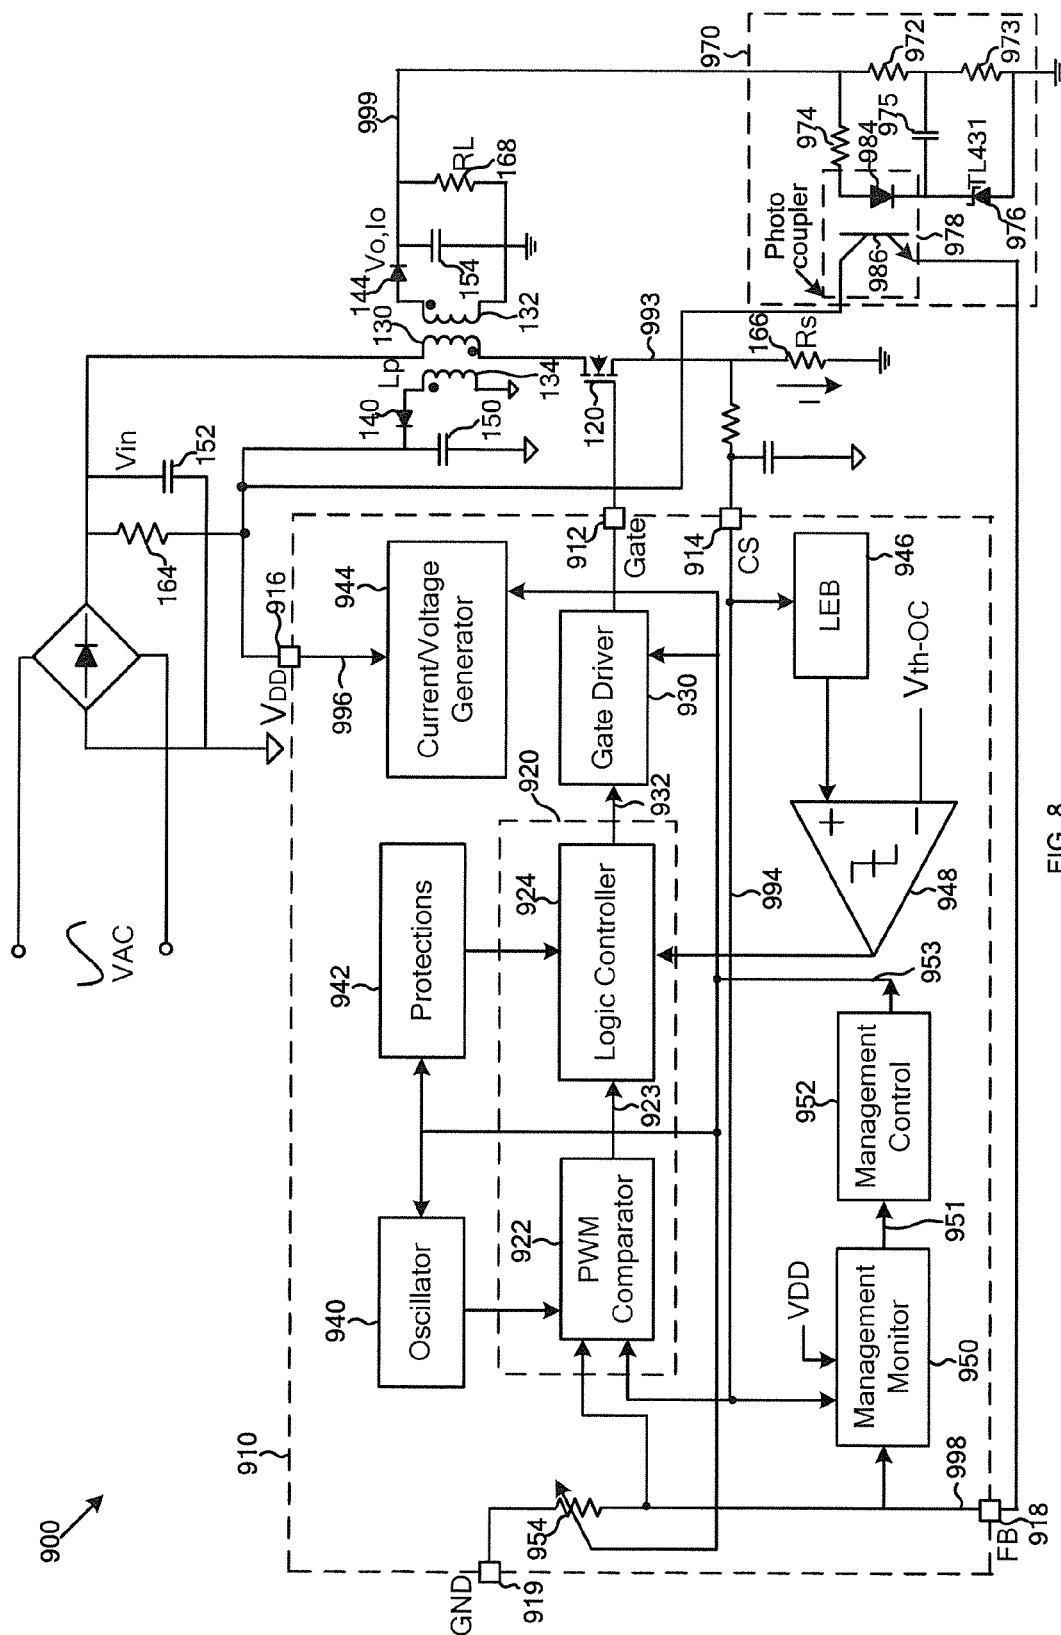 900
VAC
Vin
152
164
VDD
916
996
140
150
Lp
134
130
132
144
Vo,Io
154
RL
168
999
120
993
166
Rs
I
910
940
Oscillator
942
Protections
944
Current/Voltage
Generator
920
922
PWM
Comparator
923
924
Logic Controller
932
Gate Driver
930
912
Gate
914
CS
994
946
LEB
Vth-OC
+
−
948
953
952
Management
Control
951
VDD
Management
Monitor
950
998
954
GND
919
FB
918
970
972
973
974
975
984
TL431
976
978
986
Photo
coupler
FIG. 8